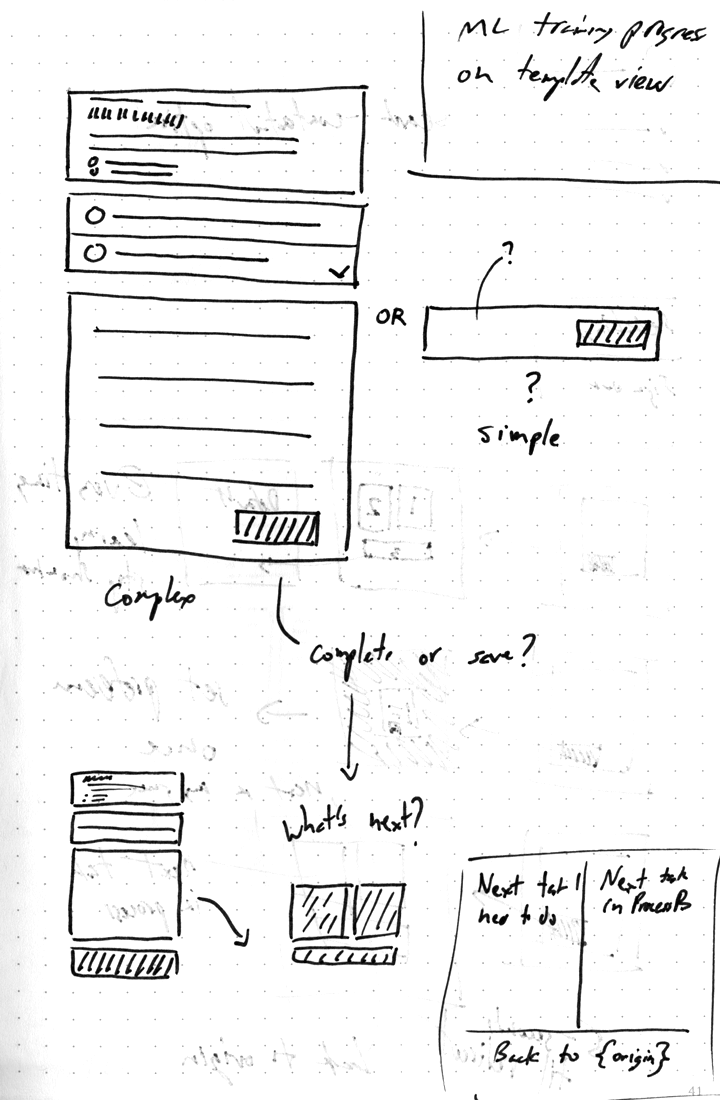 ML training progress
on template view
?
OR
?
simple
Complex
Complete or save?
What's next?
Next task I
need to do
Next task
in Process B
Back to {origin}
41